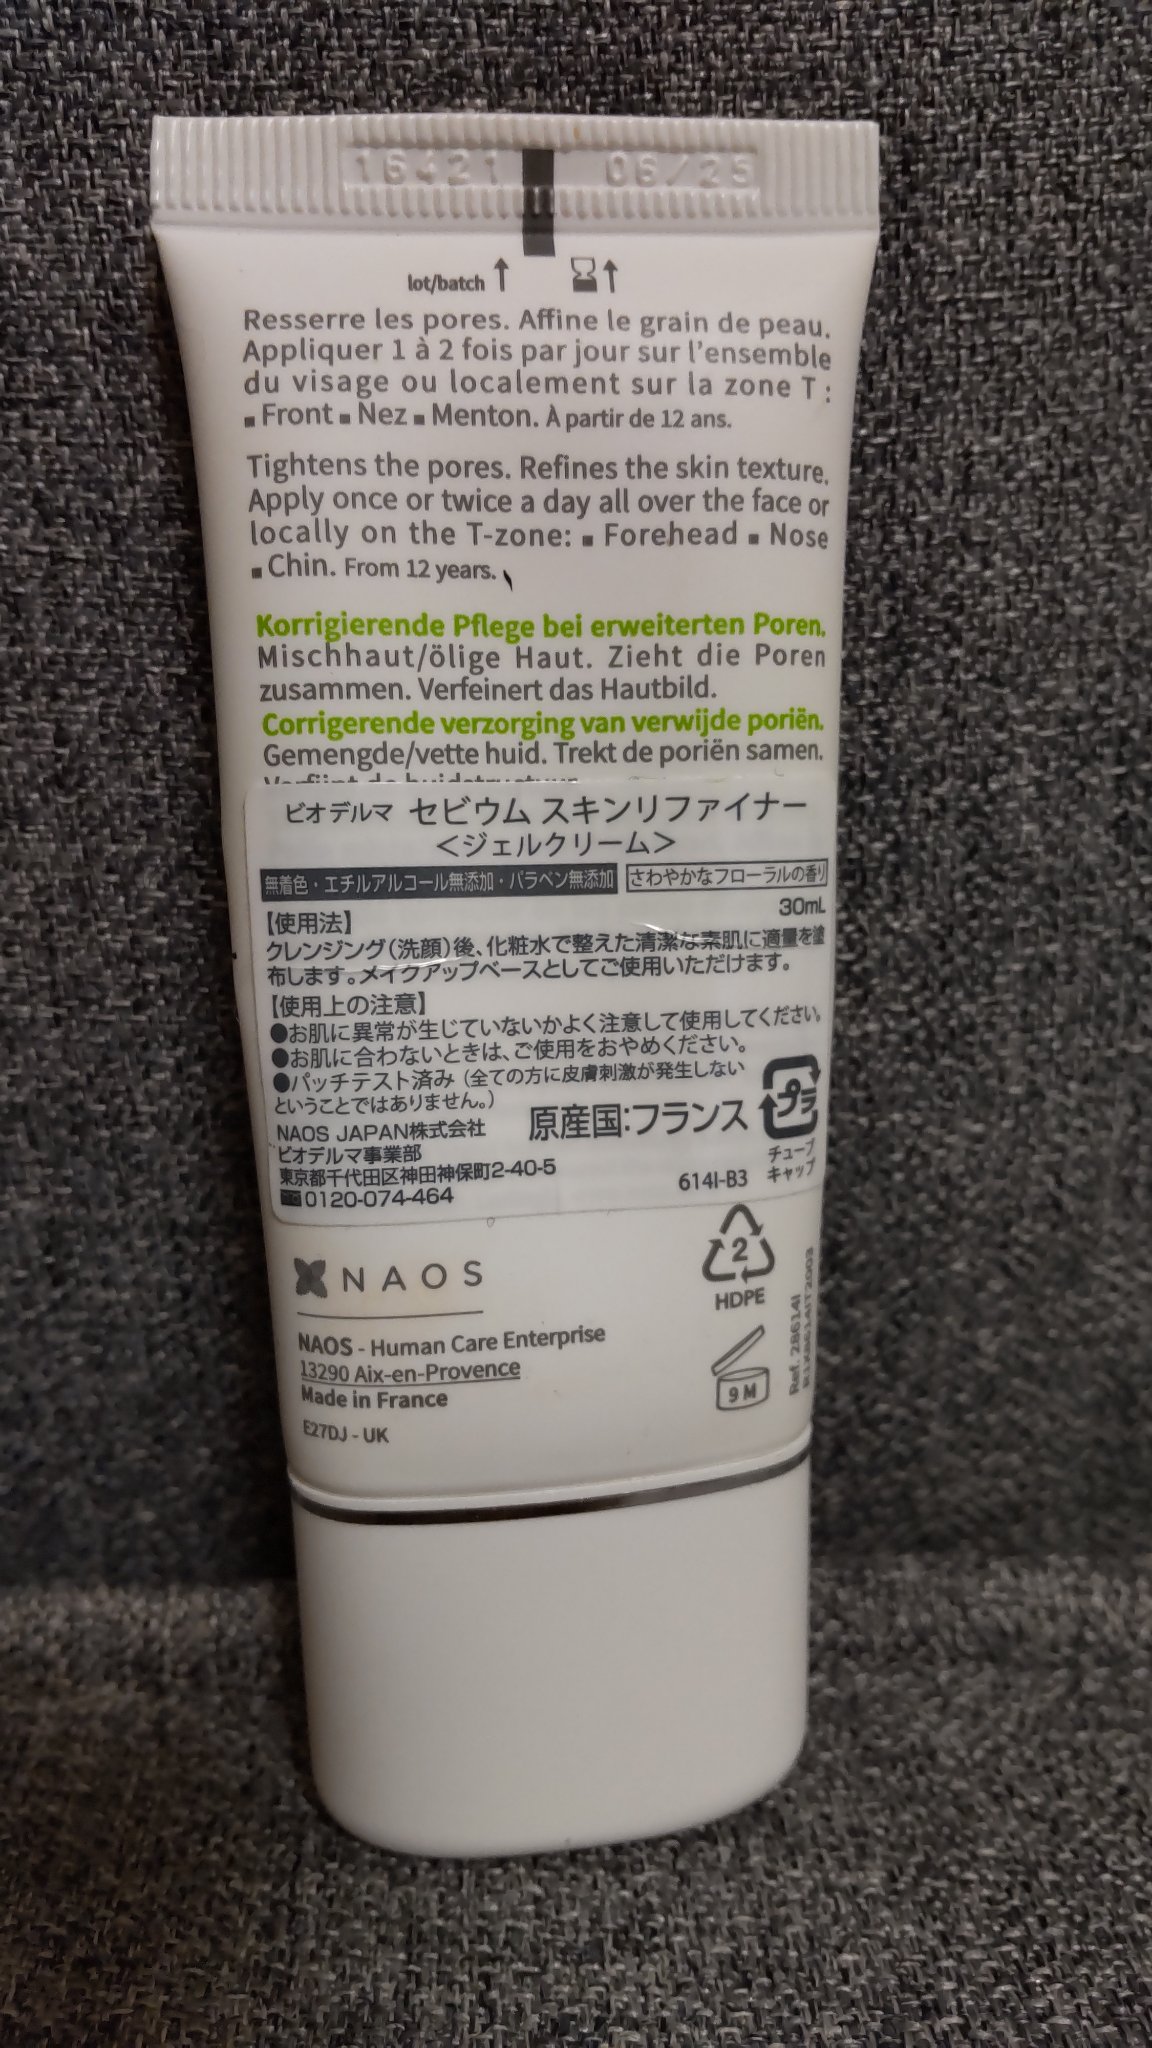 16421 06/25
lot/batch
Resserre les pores. Affine le grain de peau.
Appliquer 1 à 2 fois par jour sur l'ensemble
du visage ou localement sur la zone T :
▪ Front ▪ Nez ▪ Menton. À partir de 12 ans.
Tightens the pores. Refines the skin texture.
Apply once or twice a day all over the face or
locally on the T-zone: ▪ Forehead ▪ Nose
▪ Chin. From 12 years.
Korrigierende Pflege bei erweiterten Poren.
Mischhaut/ölige Haut. Zieht die Poren
zusammen. Verfeinert das Hautbild.
Corrigerende verzorging van verwijde poriën.
Gemengde/vette huid. Trekt de poriën samen.
Verfijnt de huidstructuur.
ビオデルマ セビウム スキンリファイナー
<ジェルクリーム>
無着色・エチルアルコール無添加・パラベン無添加 さわやかなフローラルの香り
30mL
【使用法】
クレンジング(洗顔)後、化粧水で整えた清潔な素肌に適量を塗
布します。メイクアップベースとしてご使用いただけます。
【使用上の注意】
●お肌に異常が生じていないかよく注意して使用してください。
●お肌に合わないときは、ご使用をおやめください。
●パッチテスト済み (全ての方に皮膚刺激が発生しない
ということではありません。)
NAOS JAPAN株式会社
ビオデルマ事業部
東京都千代田区神田神保町2-40-5
0120-074-464
原産国:フランス
614I-B3
プラ
チューブ
キャップ
NAOS
2
HDPE
NAOS - Human Care Enterprise
13290 Aix-en-Provence
Made in France
E27DJ - UK
9 M
Ref. 28614I